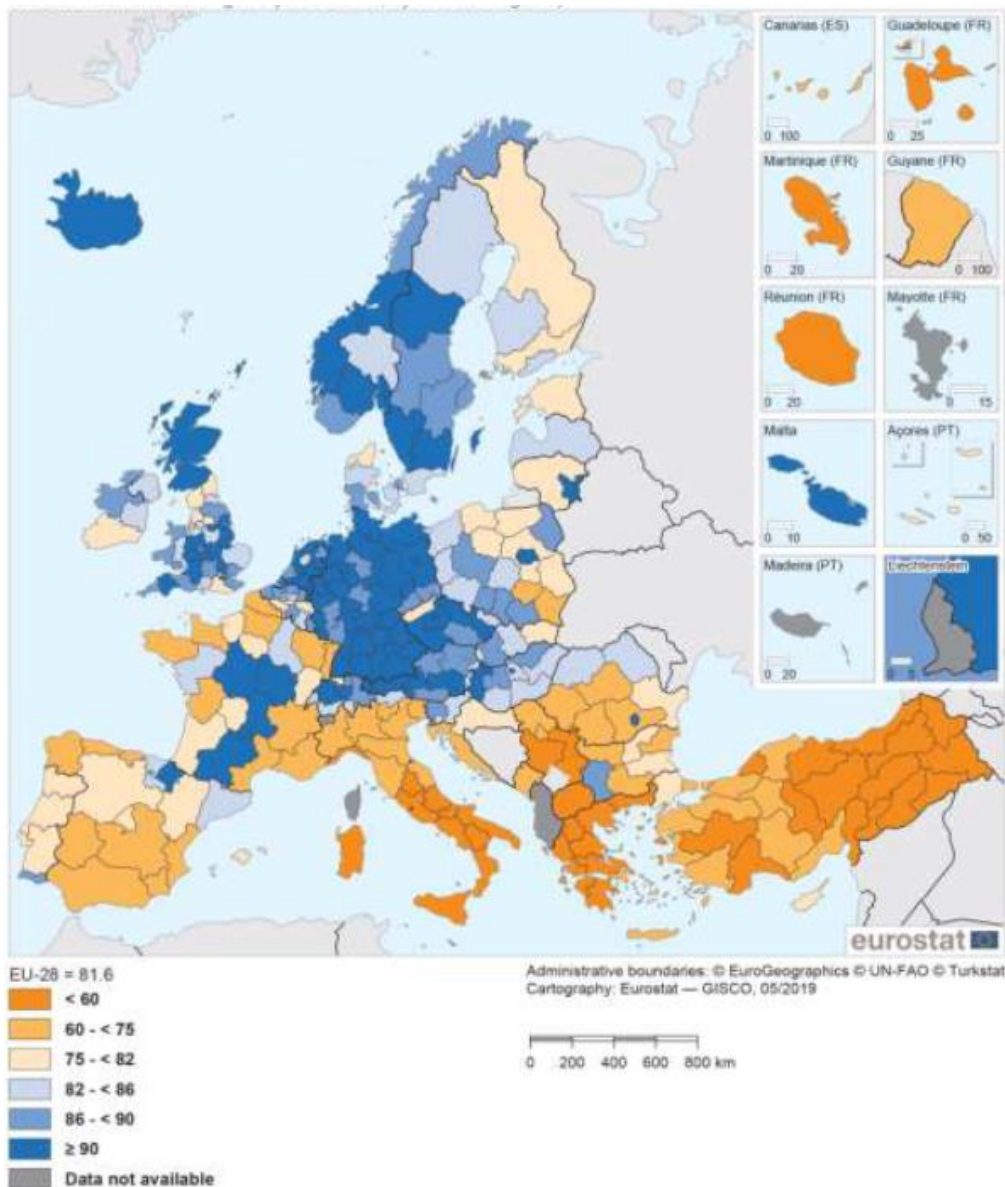 Canarias (ES)
0 100
Guadeloupe (FR)
0 25
Martinique (FR)
0 20
Guyane (FR)
0 100
Réunion (FR)
0 20
Mayotte (FR)
0 15
Malta
0 10
Açores (PT)
0 50
Madeira (PT)
0 20
Liechtenstein
eurostat
EU-28 = 81.6
< 60
60 - < 75
75 - < 82
82 - < 86
86 - < 90
≥ 90
Data not available
Administrative boundaries: © EuroGeographics © UN-FAO © Turkstat
Cartography: Eurostat — GISCO, 05/2019
0 200 400 600 800 km